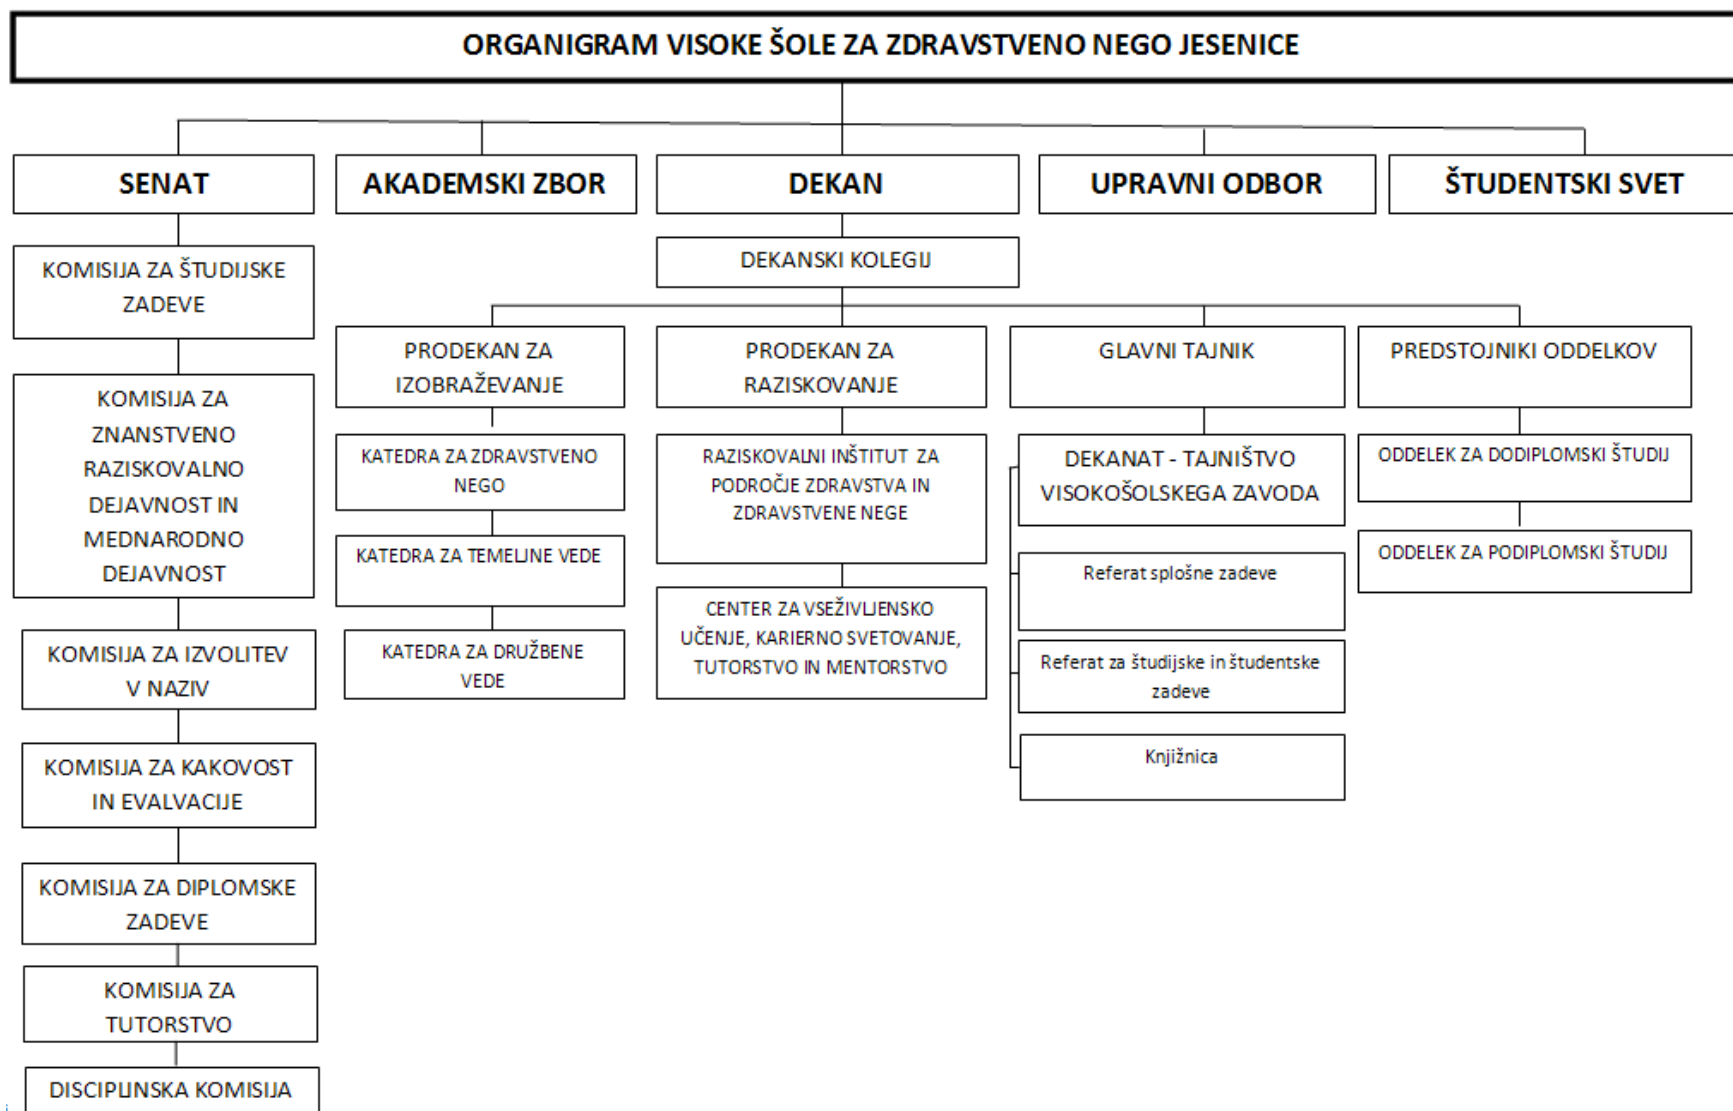 ORGANIGRAM VISOKE ŠOLE ZA ZDRAVSTVENO NEGO JESENICE
SENAT
AKADEMSKI ZBOR
DEKAN
UPRAVNI ODBOR
ŠTUDENTSKI SVET
KOMISIJA ZA ŠTUDIJSKE
ZADEVE
KOMISIJA ZA
ZNANSTVENO
RAZISKOVALNO
DEJAVNOST IN
MEDNARODNO
DEJAVNOST
KOMISIJA ZA IZVOLITEV
V NAZIV
KOMISIJA ZA KAKOVOST
IN EVALVACIJE
KOMISIJA ZA DIPLOMSKE
ZADEVE
KOMISIJA ZA
TUTORSTVO
DISCIPLINSKA KOMISIJA
DEKANSKI KOLEGIJ
PRODEKAN ZA
IZOBRAŽEVANJE
KATEDRA ZA ZDRAVSTVENO
NEGO
KATEDRA ZA TEMELJNE VEDE
KATEDRA ZA DRUŽBENE
VEDE
PRODEKAN ZA
RAZISKOVANJE
RAZISKOVALNI INŠTITUT ZA
PODROČJE ZDRAVSTVA IN
ZDRAVSTVENE NEGE
CENTER ZA VSEŽIVLJENSKO
UČENJE, KARIERNO SVETOVANJE,
TUTORSTVO IN MENTORSTVO
GLAVNI TAJNIK
DEKANAT - TAJNIŠTVO
VISOKOŠOLSKEGA ZAVODA
Referat splošne zadeve
Referat za študijske in študentske
zadeve
Knjižnica
PREDSTOJNIKI ODDELKOV
ODDELEK ZA DODIPLOMSKI ŠTUDIJ
ODDELEK ZA PODIPLOMSKI ŠTUDIJ